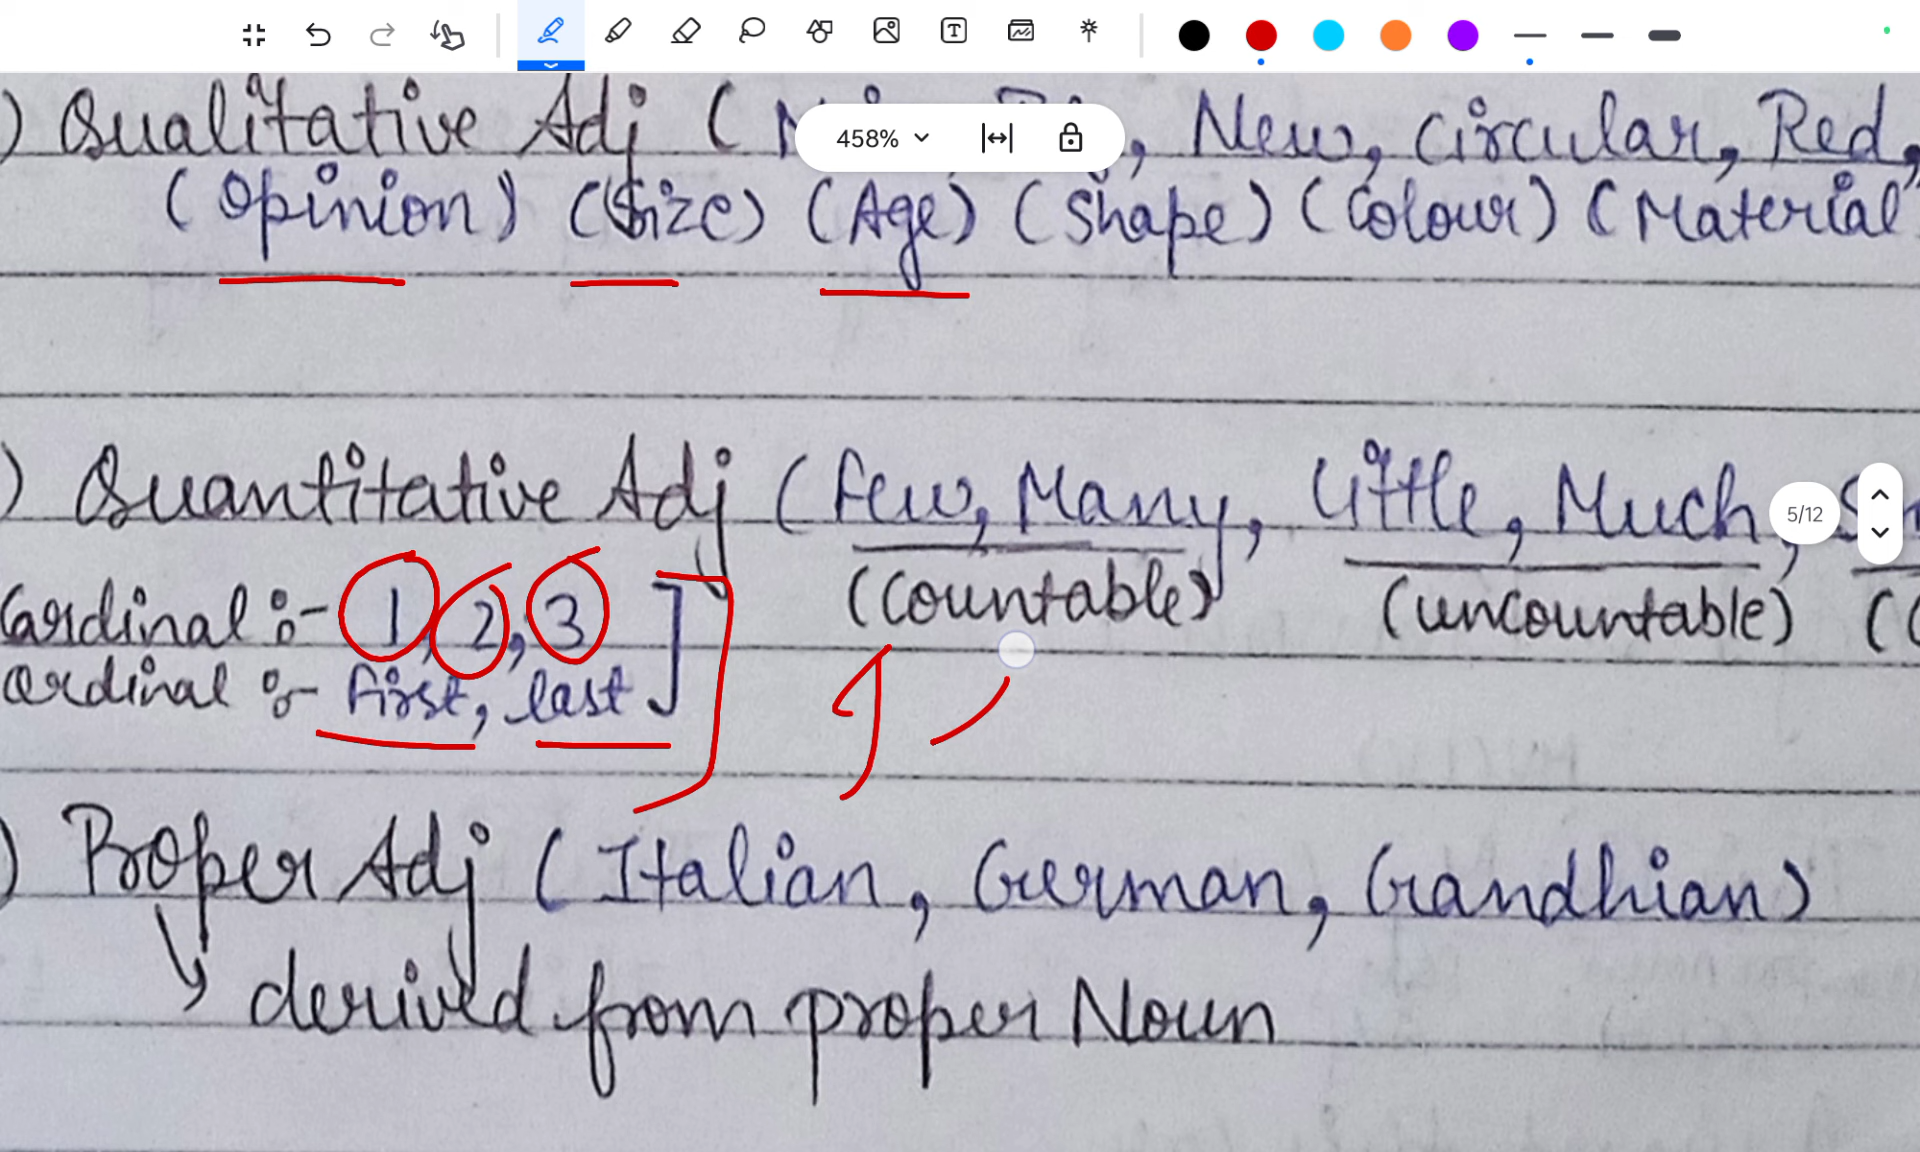 458%
) Qualitative Adj ( , New, Circular, Red,
(Opinion) (Size) (Age) (Shape) (Colour) (Material
) Quantitative Adj (Few, Many, Little, Much,
5/12
(Countable) (uncountable) (
Cardinal :- 1, 2, 3 ]
Ordinal :- First, last
) Proper Adj (Italian, German, Gandhian)
derived from proper Noun